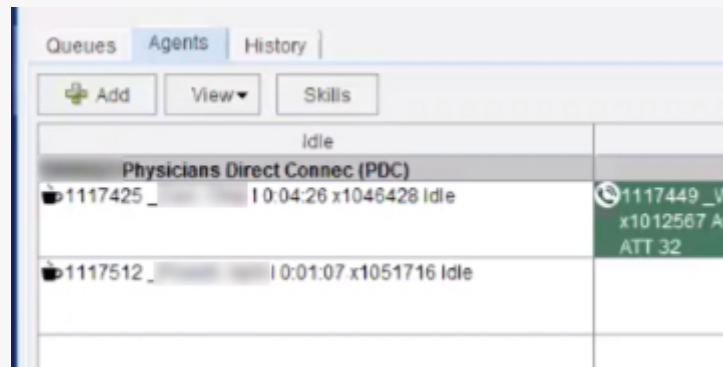 Queues Agents History
Add View Skills
Idle
Physicians Direct Connec (PDC)
1117425 _ I 0:04:26 x1046428 Idle
1117449 _W
x1012567 A
ATT 32
1117512 _ I 0:01:07 x1051716 Idle